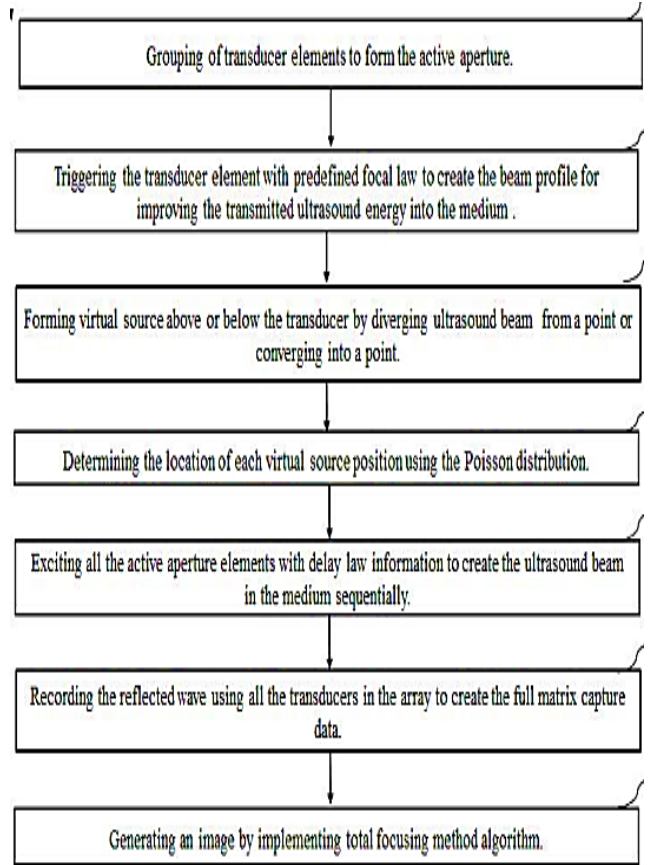 Grouping of transducer elements to form the active aperture.
Triggering the transducer element with predefined focal law to create the beam profile for
improving the transmitted ultrasound energy into the medium .
Forming virtual source above or below the transducer by diverging ultrasound beam from a point or
converging into a point.
Determining the location of each virtual source position using the Poisson distribution.
Exciting all the active aperture elements with delay law information to create the ultrasound beam
in the medium sequentially.
Recording the reflected wave using all the transducers in the array to create the full matrix capture
data.
Generating an image by implementing total focusing method algorithm.